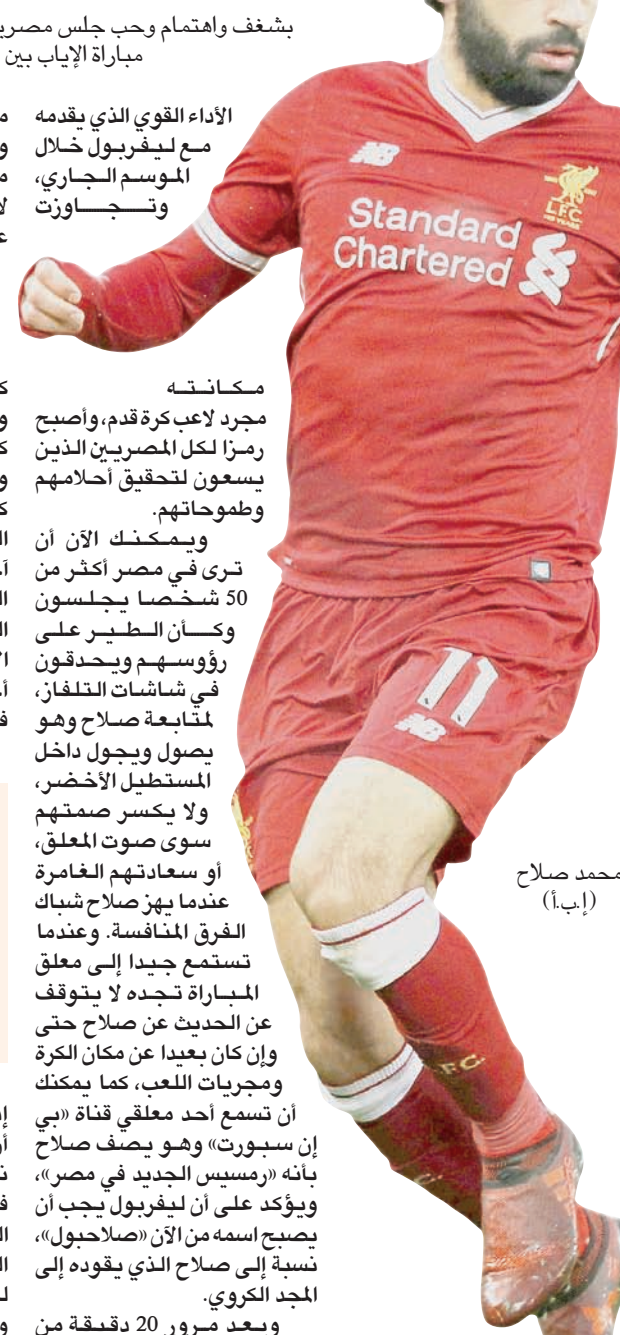 بشغف واهتمام وحب جلس
مباراة الإياب بين
الأداء القوي الذي يقدمه
مع ليفربول خلال
الموسم الجاري،
وتجاوزت
مكانته
مجرد لاعب كرة قدم، وأصبح
رمزا لكل المصريين الذين
يسعون لتحقيق أحلامهم
وطموحاتهم.
ويمكنك الآن أن
ترى في مصر أكثر من
50 شخصا يجلسون
وكأن الطير على
رؤوسهم ويحدقون
في شاشات التلفاز،
لمتابعة صلاح وهو
يصول ويجول داخل
المستطيل الأخضر،
ولا يكسر صمتهم
سوى صوت المعلق،
أو سعادتهم الغامرة
عندما يهز صلاح شباك
الفرق المنافسة. وعندما
تستمع جيدا إلى معلق
المباراة تجده لا يتوقف
عن الحديث عن صلاح حتى
وإن كان بعيدا عن مكان الكرة
ومجريات اللعب، كما يمكنك
أن تسمع أحد معلقي قناة «بي
إن سبورت» وهو يصف صلاح
بأنه «رمسيس الجديد في مصر»،
ويؤكد على أن ليفربول يجب أن
يصبح اسمه من الآن «صلاحبول»،
نسبة إلى صلاح الذي يقوده إلى
المجد الكروي.
وبعد مرور 20 دقيقة من
NB
L.F.C.
Standard
Chartered
11
NB
F.C.
محمد صلاح
(إ.ب.أ)